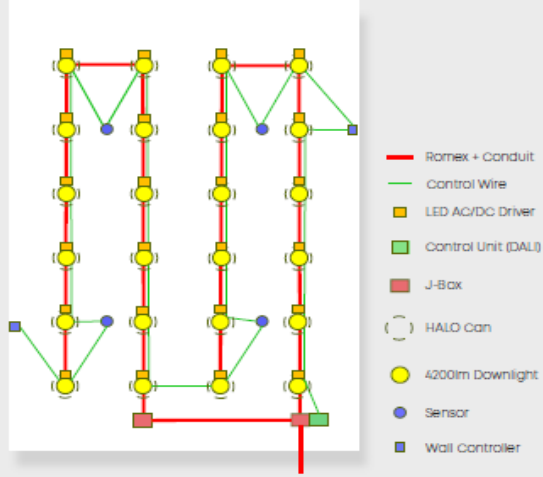 Romex + Conduit
Control Wire
LED AC/DC Driver
Control Unit (DALI)
J-Box
HALO Can
4200lm Downlight
Sensor
Wall Controller